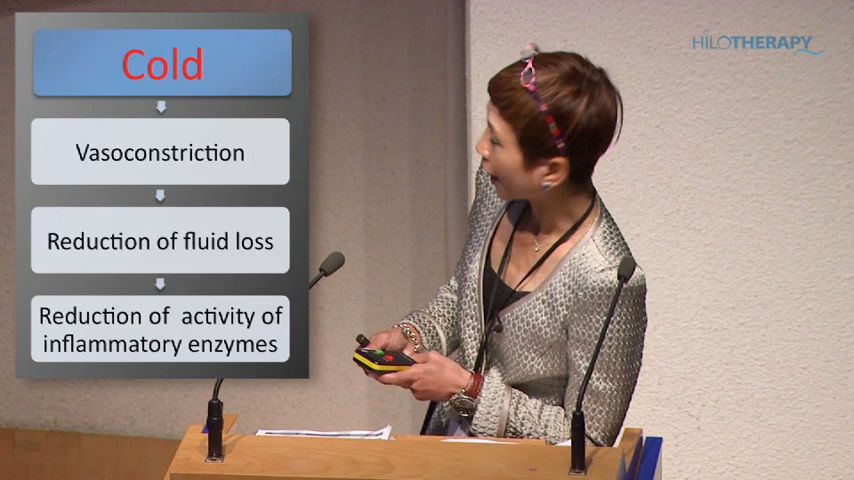 Cold
HILOTHERAPY
Vasoconstriction
Reduction of fluid loss
Reduction of  activity of
inflammatory enzymes